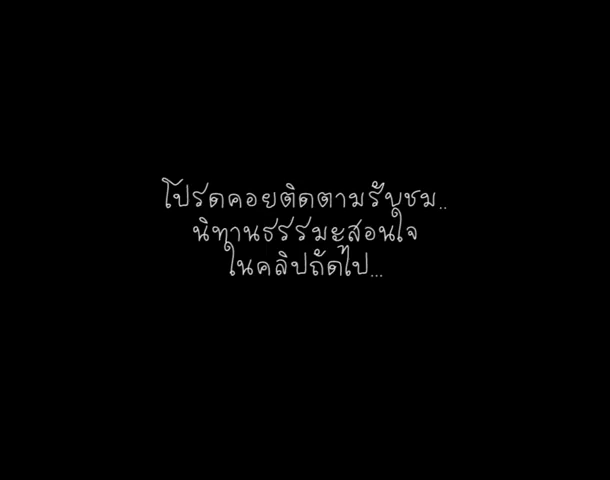 โปรดคอยติดตามรับชม..
นิทานธรรมะสอนใจ
ในคลิปถัดไป...